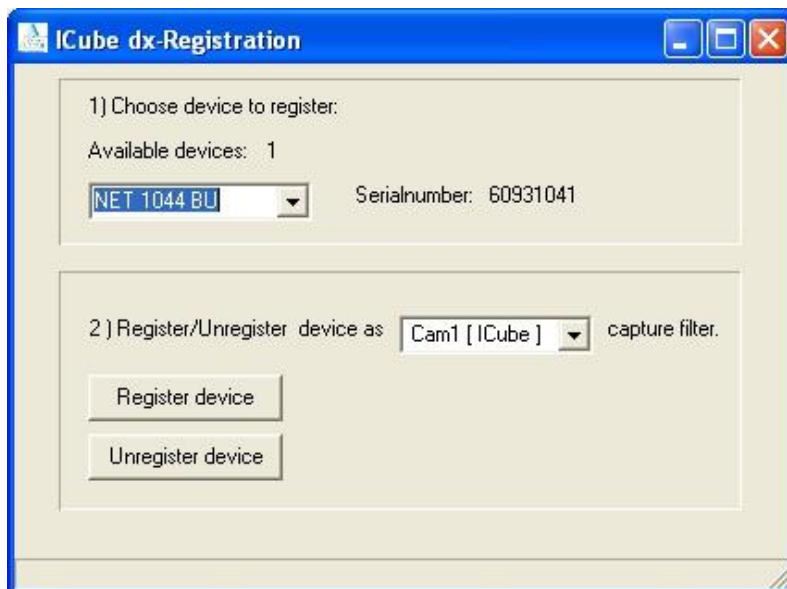 ICube dx-Registration
1) Choose device to register:
Available devices: 1
NET 1044 BU Serialnumber: 60931041
2 ) Register/Unregister device as Cam1 [ ICube ] capture filter.
Register device
Unregister device